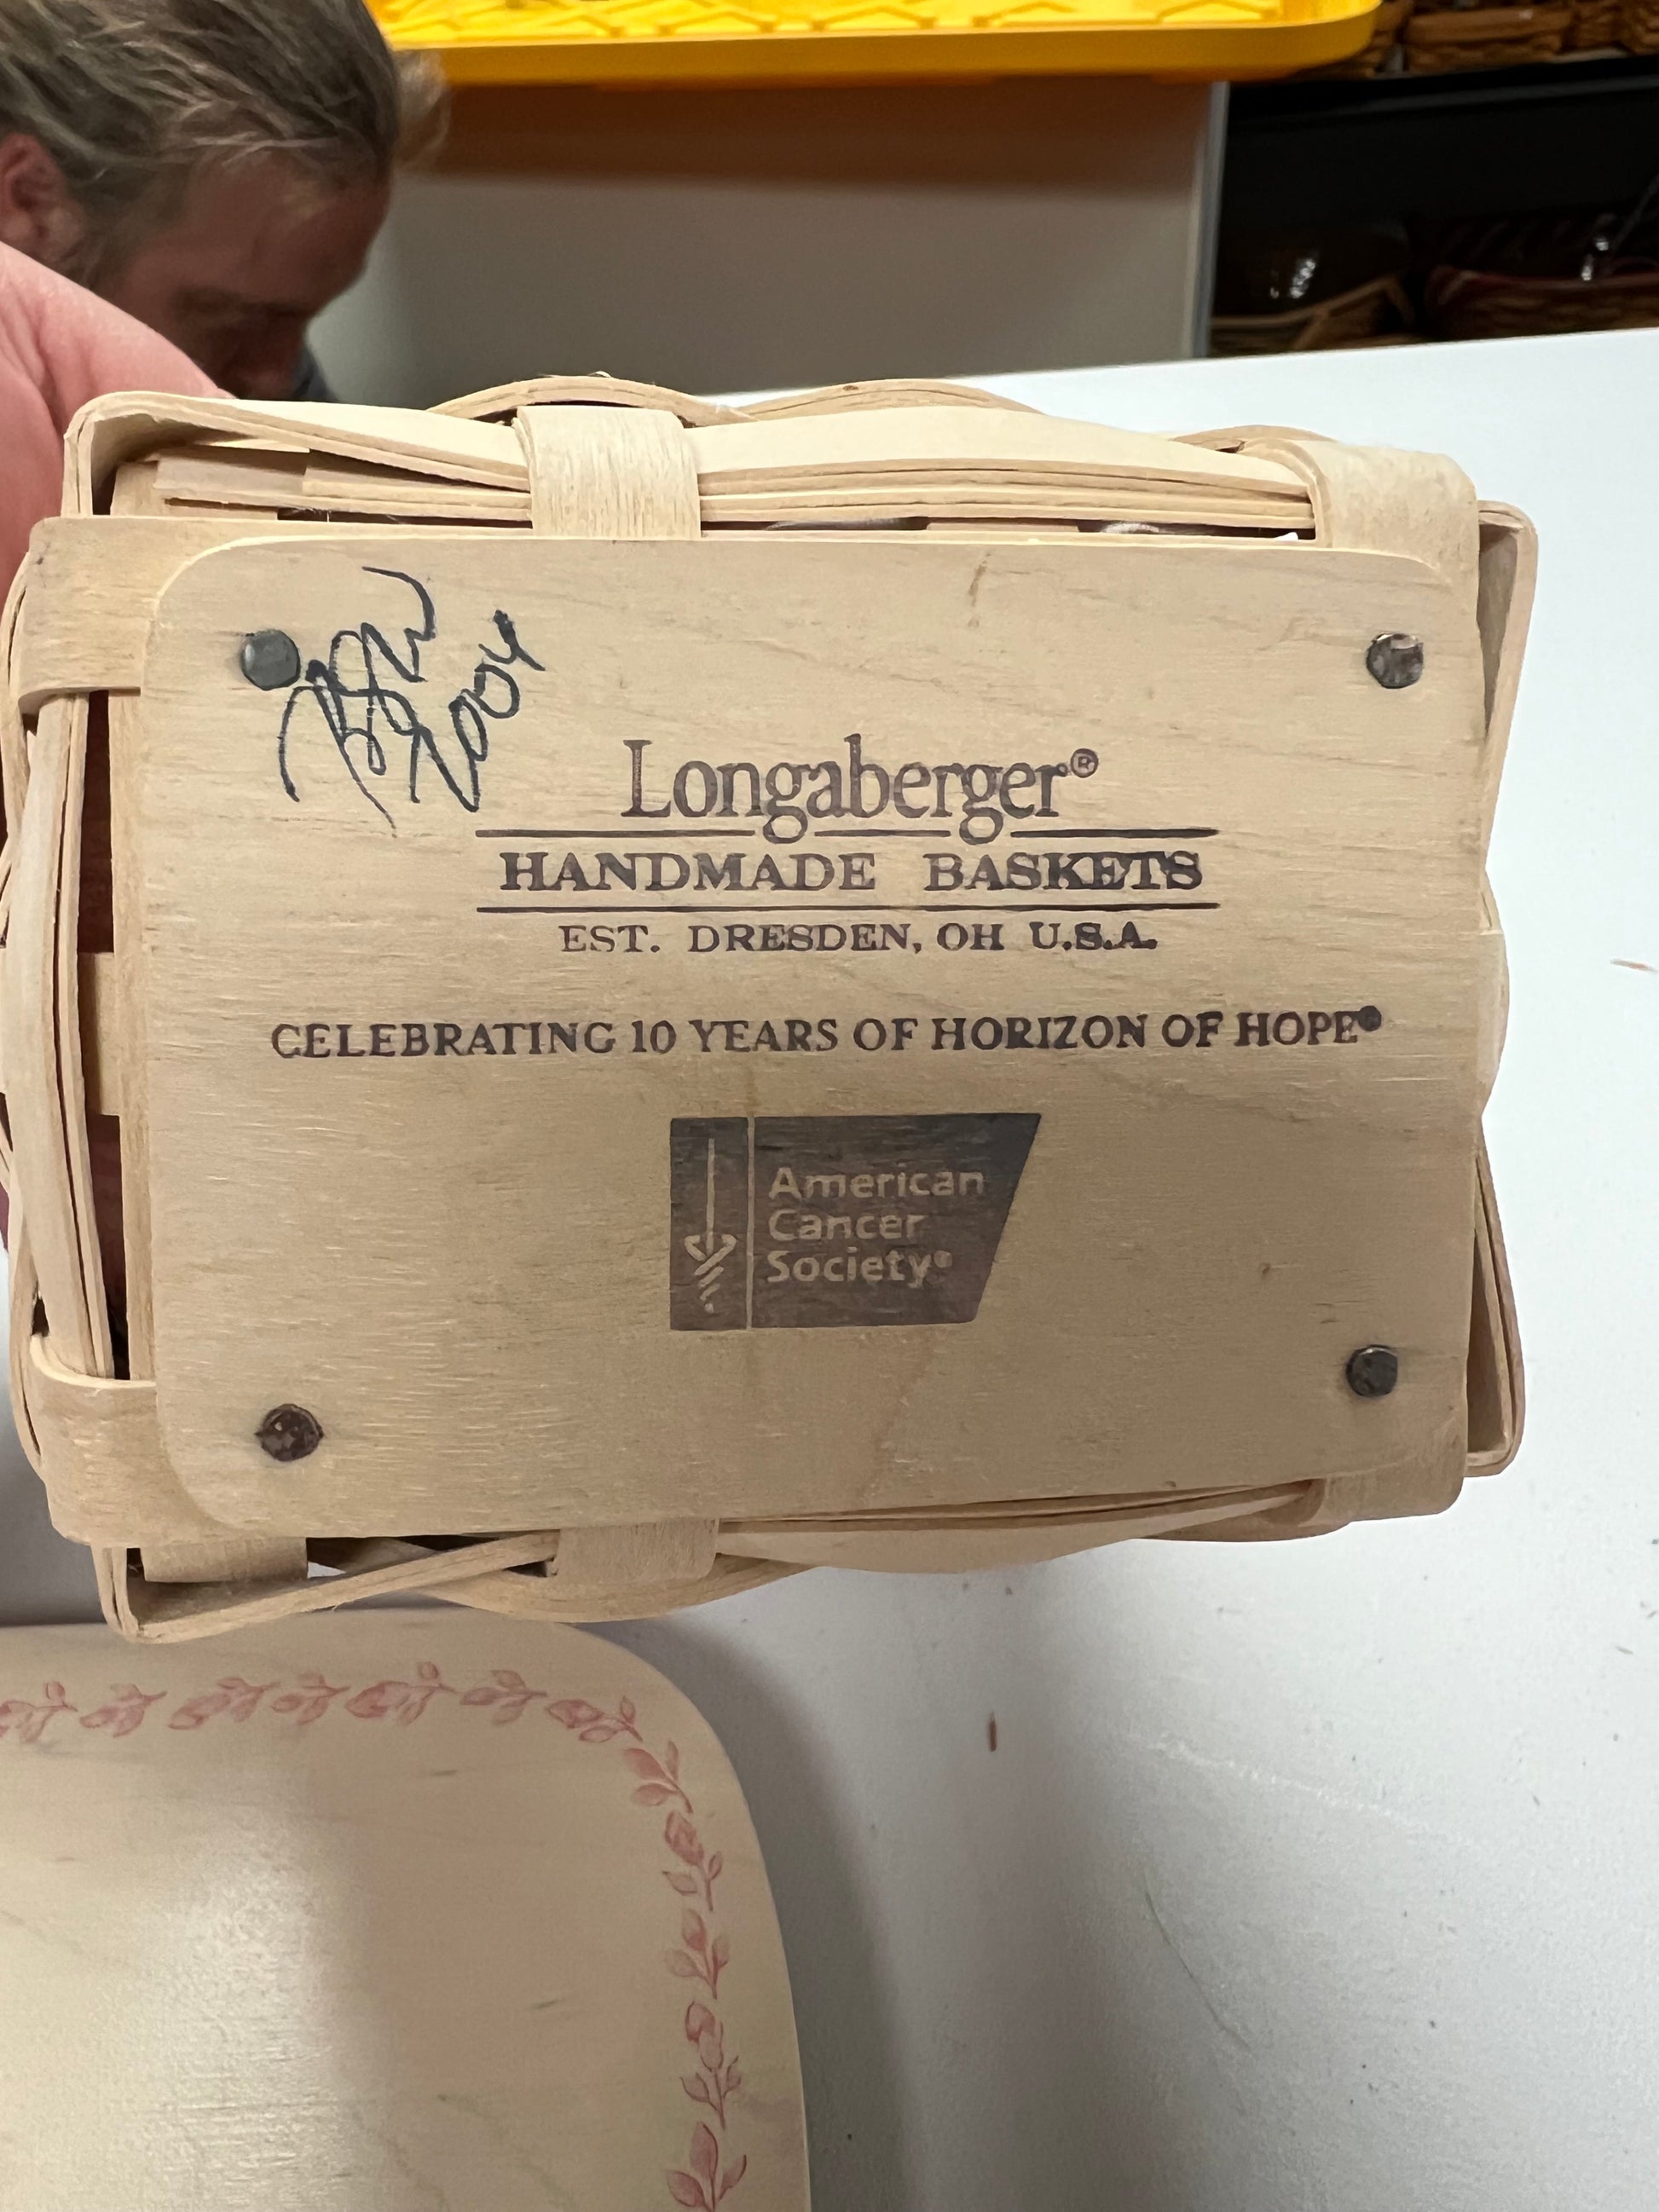 2004
Longaberger®
HANDMADE BASKETS
EST. DRESDEN, OH U.S.A.
CELEBRATING 10 YEARS OF HORIZON OF HOPE®
American
Cancer
Society®